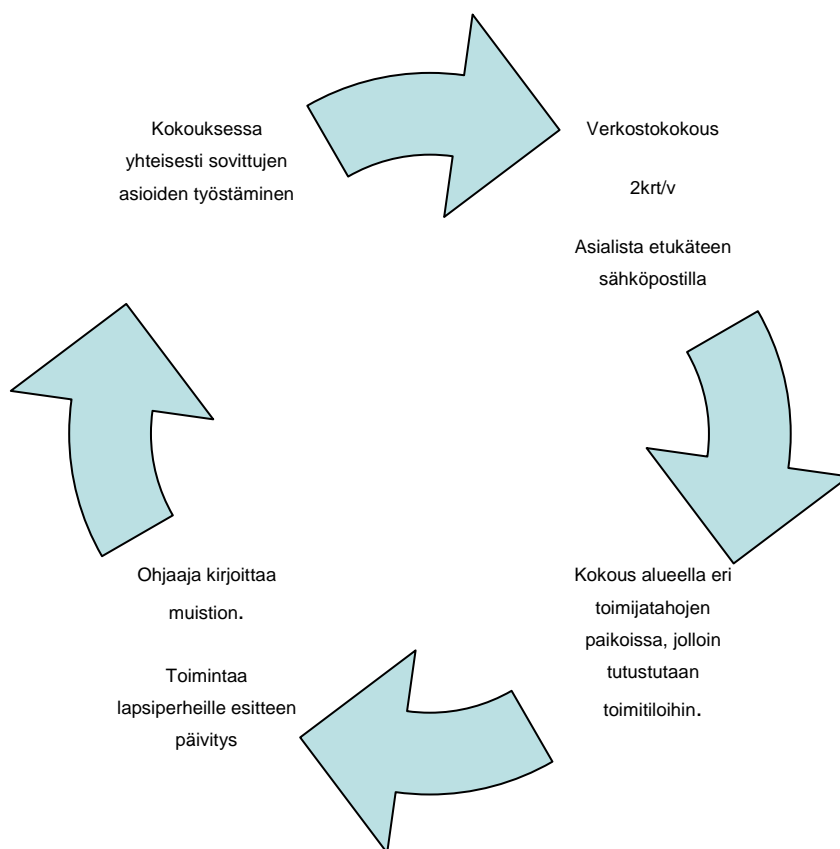 Kokouksessa
yhteisesti sovittujen
asioiden työstäminen
Verkostokokous
2krt/v
Asialista etukäteen
sähköpostilla
Kokous alueella eri
toimijatahojen
paikoissa, jolloin
tutustutaan
toimitiloihin.
Ohjaaja kirjoittaa
muistion.
Toimintaa
lapsiperheille esitteen
päivitys